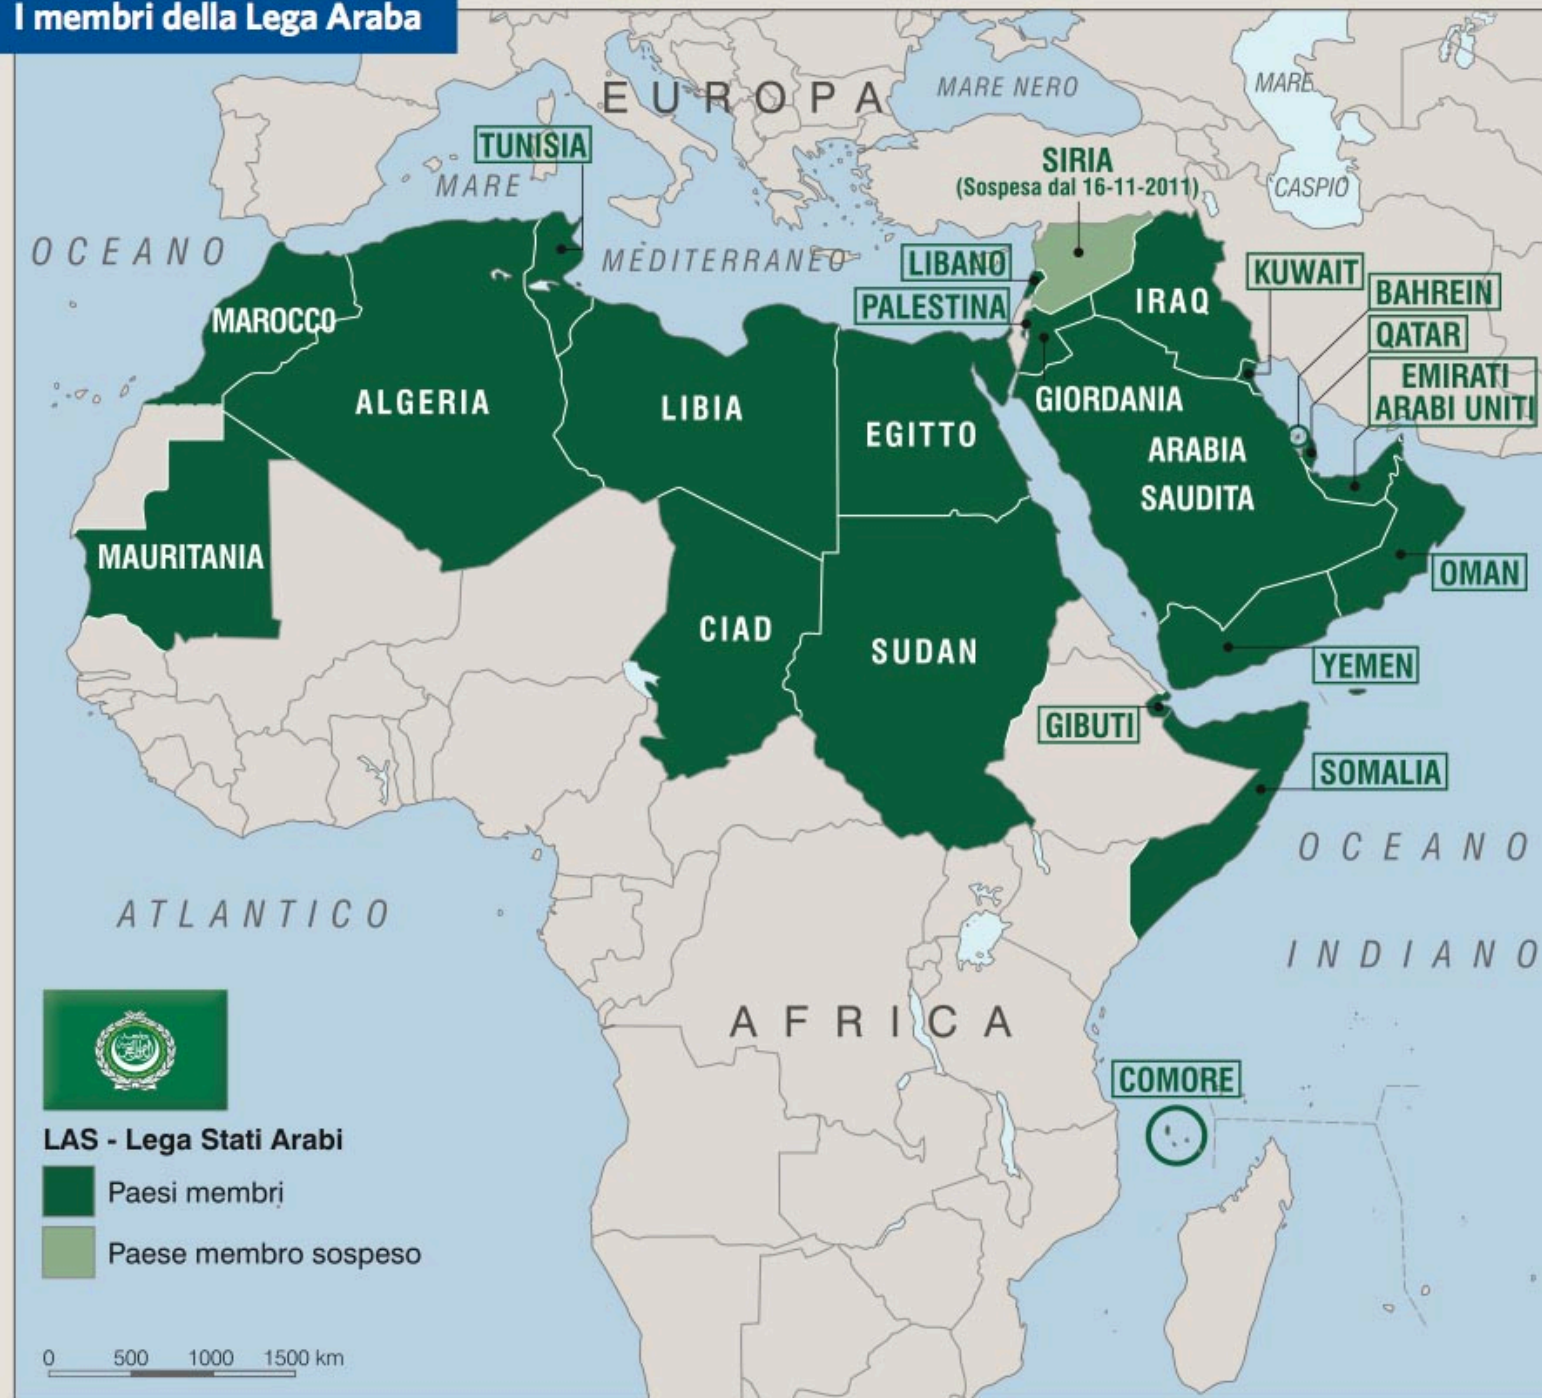 I membri della Lega Araba
EUROPA
MARE NERO
MARE
CASPIO
TUNISIA
MARE
MEDITERRANEO
OCEANO
SIRIA
(Sospesa dal 16-11-2011)
LIBANO
PALESTINA
IRAQ
KUWAIT
BAHREIN
QATAR
EMIRATI
ARABI UNITI
MAROCCO
ALGERIA
LIBIA
EGITTO
GIORDANIA
ARABIA
SAUDITA
MAURITANIA
OMAN
CIAD
SUDAN
YEMEN
GIBUTI
SOMALIA
OCEANO
ATLANTICO
INDIANO
AFRICA
COMORE
LAS - Lega Stati Arabi
Paesi membri
Paese membro sospeso
0 500 1000 1500 km